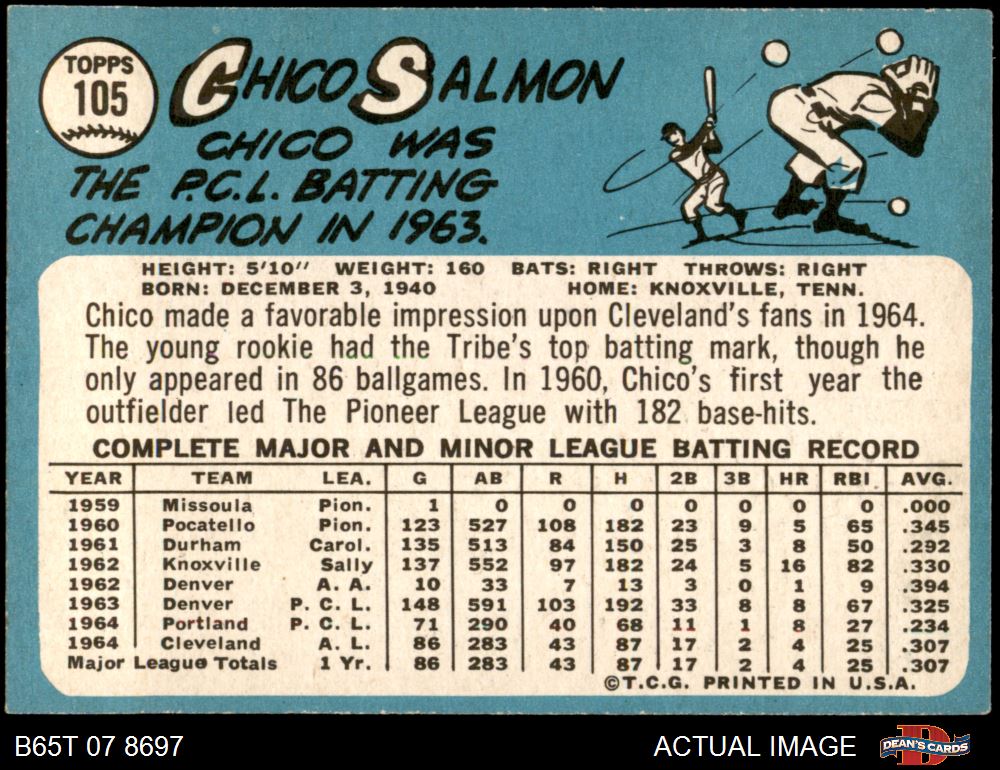 TOPPS
105
CHICO SALMON
CHICO WAS
THE P.C.L. BATTING
CHAMPION IN 1963.
HEIGHT: 5'10" WEIGHT: 160 BATS: RIGHT THROWS: RIGHT
BORN: DECEMBER 3, 1940 HOME: KNOXVILLE, TENN.
Chico made a favorable impression upon Cleveland's fans in 1964.
The young rookie had the Tribe's top batting mark, though he
only appeared in 86 ballgames. In 1960, Chico's first year the
outfielder led The Pioneer League with 182 base-hits.
COMPLETE MAJOR AND MINOR LEAGUE BATTING RECORD
YEAR TEAM LEA. G AB R H 2B 3B HR RBI AVG.
1959 Missoula Pion. 1 0 0 0 0 0 0 0 .000
1960 Pocatello Pion. 123 527 108 182 23 9 5 65 .345
1961 Durham Carol. 135 513 84 150 25 3 8 50 .292
1962 Knoxville Sally 137 552 97 182 24 5 16 82 .330
1962 Denver A. A. 10 33 7 13 3 0 1 9 .394
1963 Denver P. C. L. 148 591 103 192 33 8 8 67 .325
1964 Portland P. C. L. 71 290 40 68 11 1 8 27 .234
1964 Cleveland A. L. 86 283 43 87 17 2 4 25 .307
Major League Totals 1 Yr. 86 283 43 87 17 2 4 25 .307
©T.C.G. PRINTED IN U.S.A.
B65T 07 8697 ACTUAL IMAGE DEAN'S CARDS